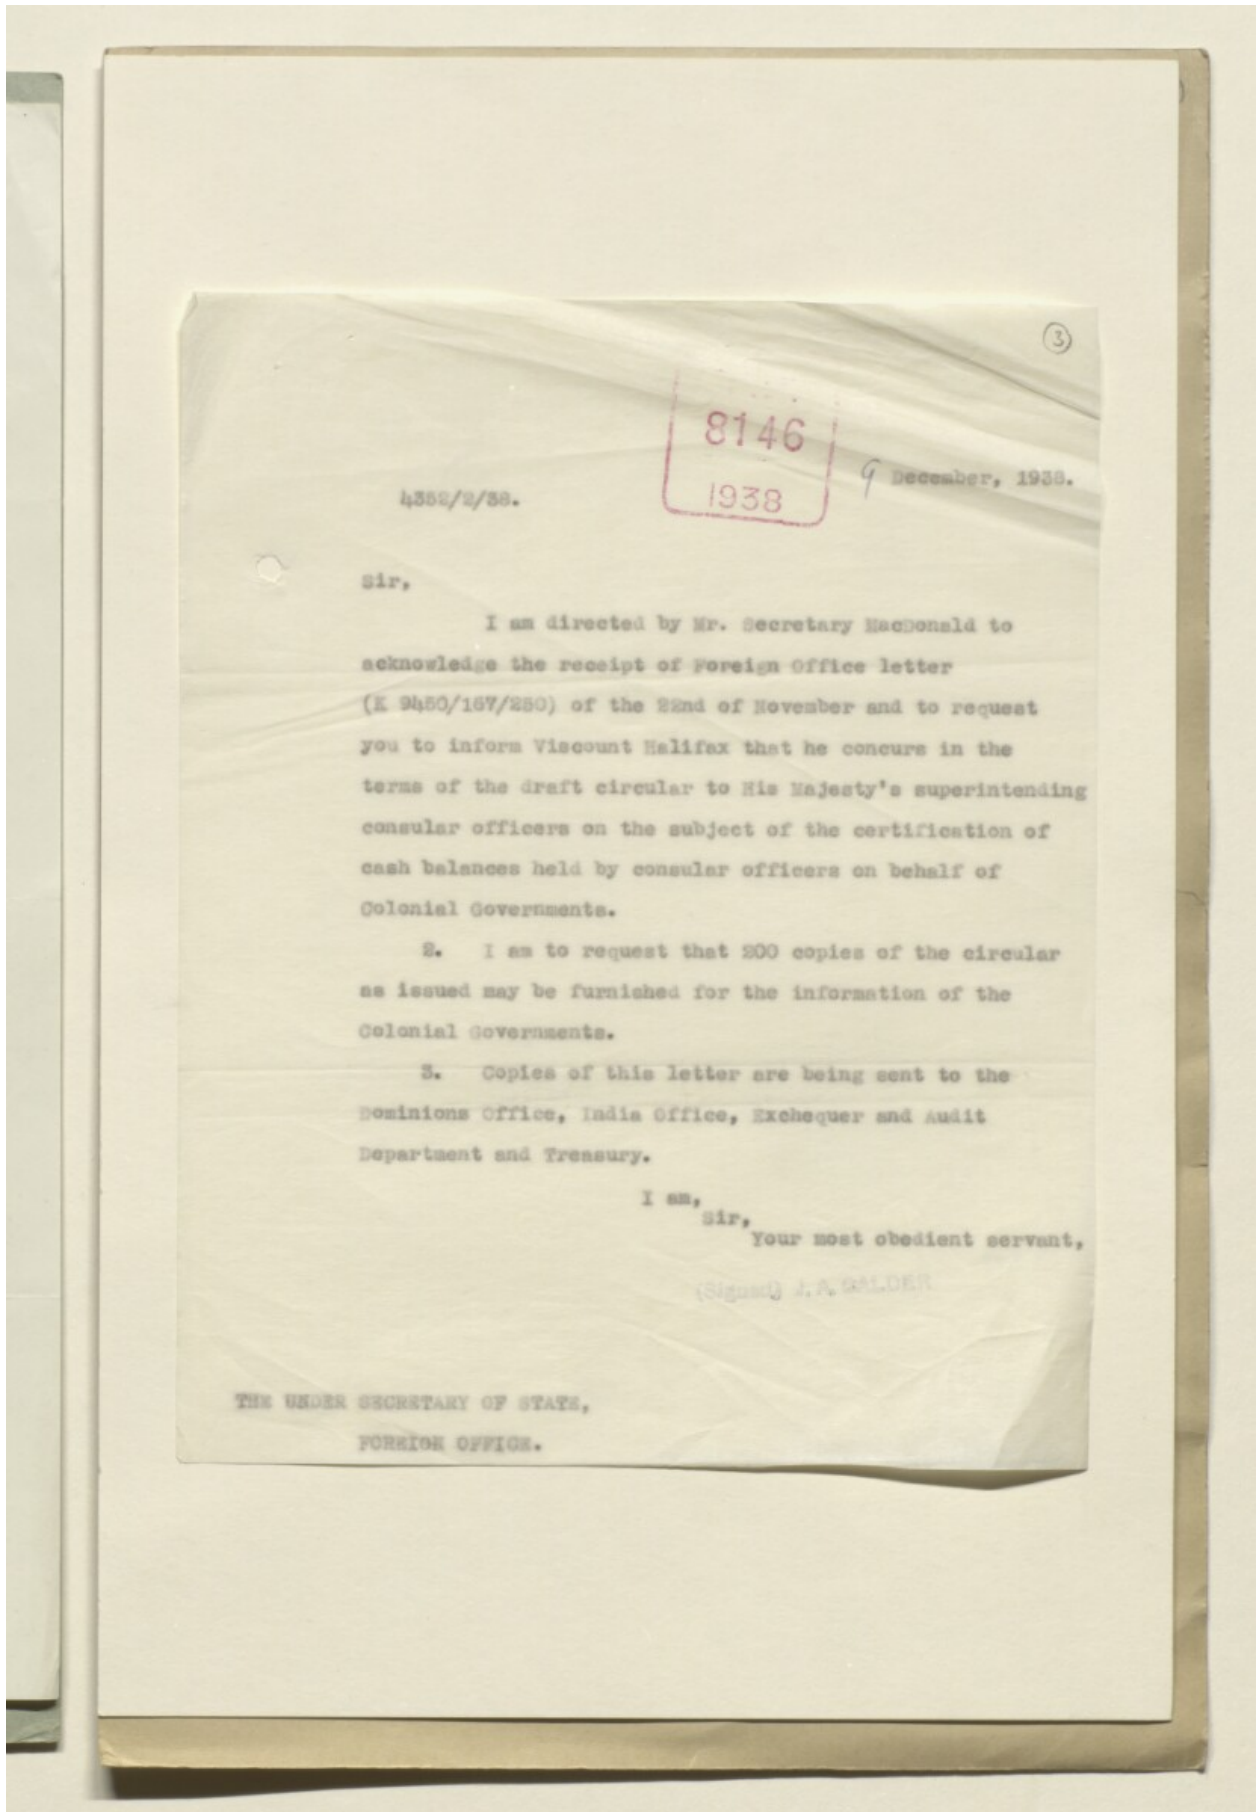 3
8146
1938
9 December, 1938.
4352/2/38.
Sir,
I am directed by Mr. Secretary MacDonald to
acknowledge the receipt of Foreign Office letter
(K 9450/167/250) of the 22nd of November and to request
you to inform Viscount Halifax that he concurs in the
terms of the draft circular to His Majesty's superintending
consular officers on the subject of the certification of
cash balances held by consular officers on behalf of
Colonial Governments.
2. I am to request that 200 copies of the circular
as issued may be furnished for the information of the
Colonial Governments.
3. Copies of this letter are being sent to the
Dominions Office, India Office, Exchequer and Audit
Department and Treasury.
I am,
Sir,
Your most obedient servant,
(Signed) J. A. CALDER
THE UNDER SECRETARY OF STATE,
FOREIGN OFFICE.